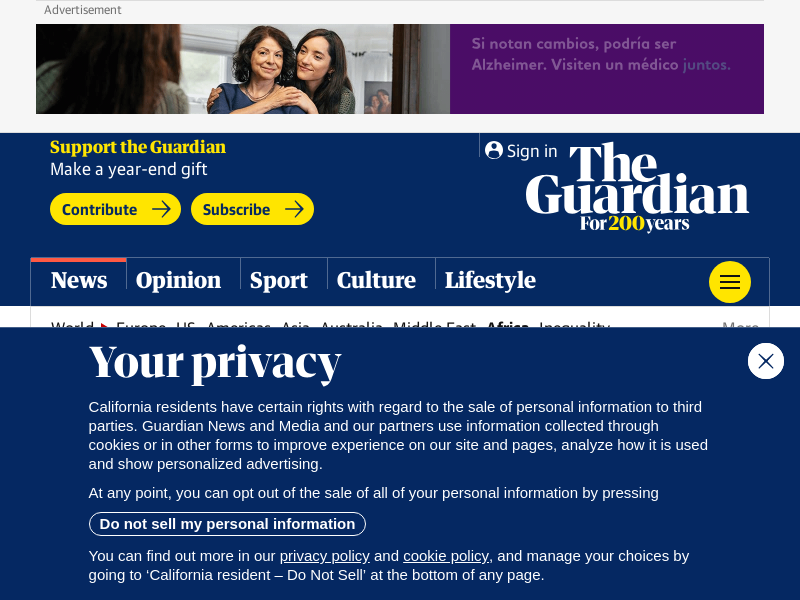 Advertisement
Si notan cambios, podría ser
Alzheimer. Visiten un médico juntos.
Support the Guardian
Make a year-end gift
Contribute
Subscribe
Sign in
The
Guardian
For 200 years
News
Opinion
Sport
Culture
Lifestyle
World Europe US Americas Asia Australia Middle East Africa Inequality More
Your privacy
California residents have certain rights with regard to the sale of personal information to third
parties. Guardian News and Media and our partners use information collected through
cookies or in other forms to improve experience on our site and pages, analyze how it is used
and show personalized advertising.
At any point, you can opt out of the sale of all of your personal information by pressing
Do not sell my personal information
You can find out more in our privacy policy and cookie policy, and manage your choices by
going to ‘California resident – Do Not Sell’ at the bottom of any page.